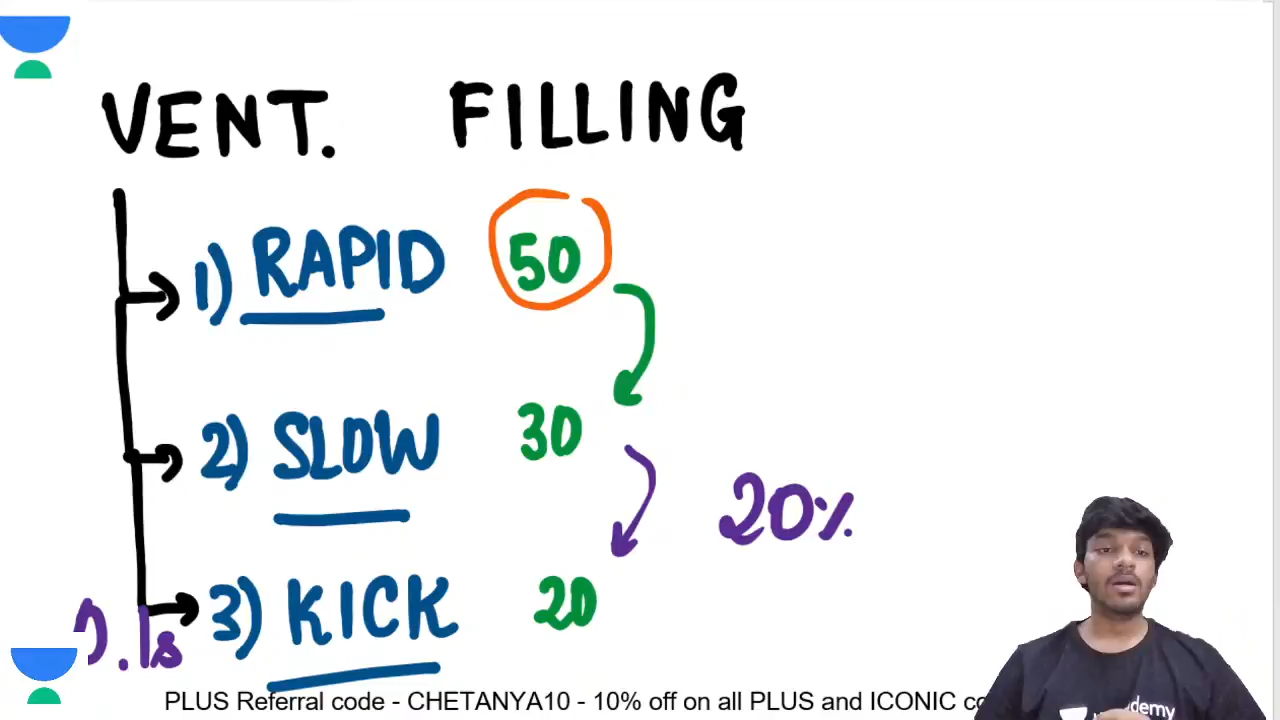 VENT. FILLING
1) RAPID 50
2) SLOW 30
20%
3) KICK 20
0.1s
PLUS Referral code - CHETANYA10 - 10% off on all PLUS and ICONIC co